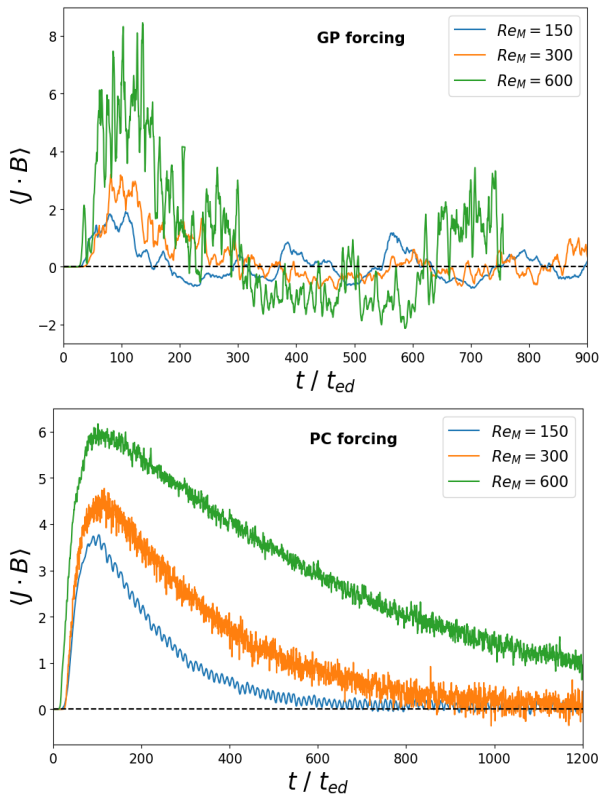 GP forcing
Re_M = 150
Re_M = 300
Re_M = 600
⟨J · B⟩
8
6
4
2
0
−2
0 100 200 300 400 500 600 700 800 900
t / t_ed
PC forcing
Re_M = 150
Re_M = 300
Re_M = 600
⟨J · B⟩
6
5
4
3
2
1
0
0 200 400 600 800 1000 1200
t / t_ed